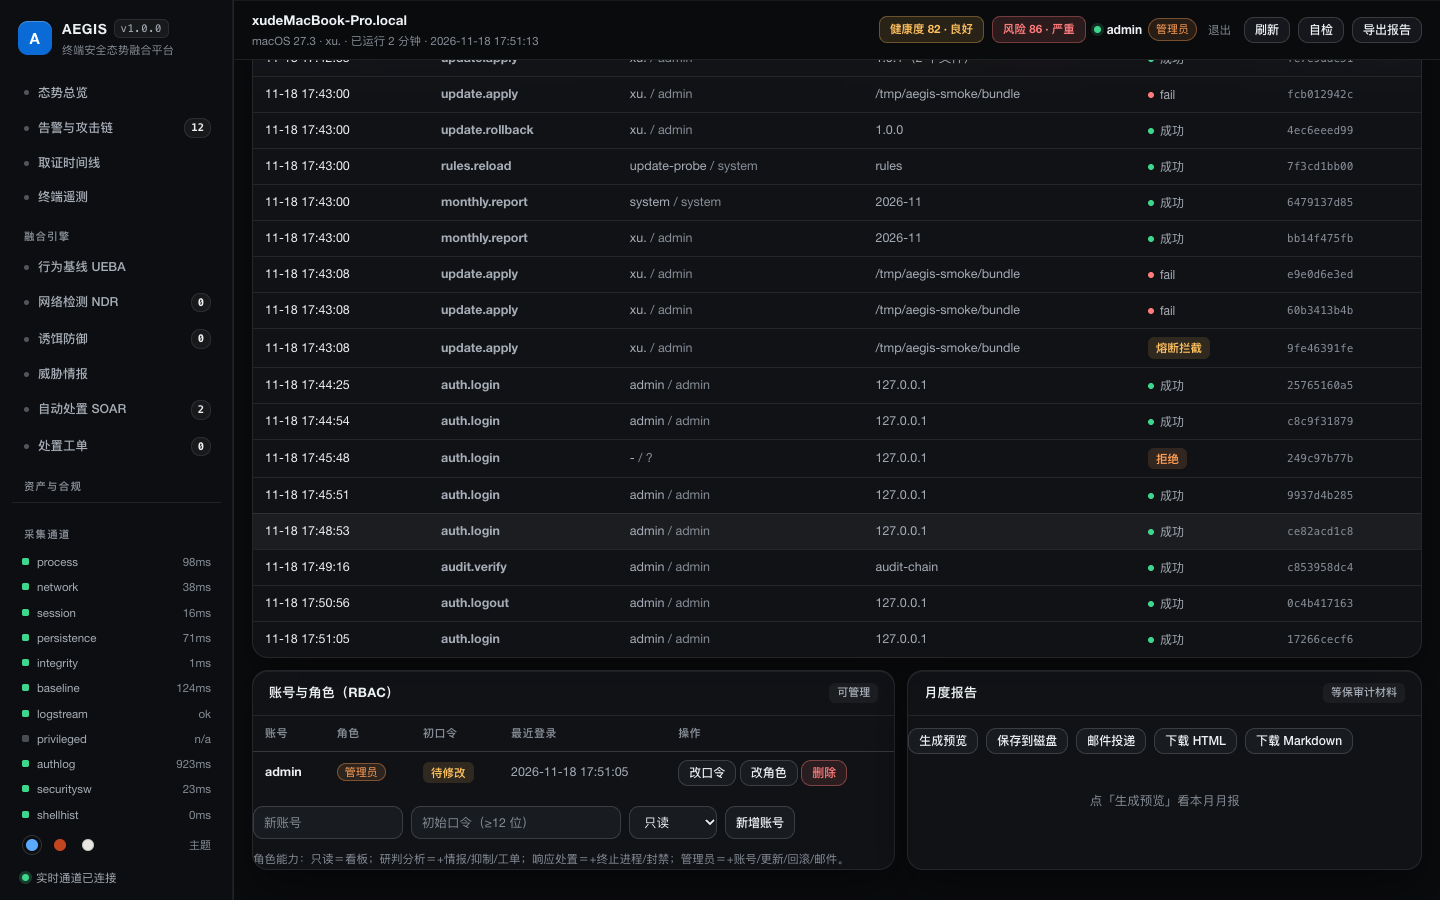 A
AEGIS v1.0.0
终端安全态势融合平台
态势总览
告警与攻击链 12
取证时间线
终端遥测
融合引擎
行为基线 UEBA
网络检测 NDR 0
诱饵防御 0
威胁情报
自动处置 SOAR 2
处置工单 0
资产与合规
采集通道
process 98ms
network 38ms
session 16ms
persistence 71ms
integrity 1ms
baseline 124ms
logstream ok
privileged n/a
authlog 923ms
securitysw 23ms
shellhist 0ms
主题
实时通道已连接
xudeMacBook-Pro.local
macOS 27.3 · xu. · 已运行 2 分钟 · 2026-11-18 17:51:13
健康度 82 · 良好
风险 86 · 严重
admin 管理员 退出
刷新 自检 导出报告
11-18 17:43:00 update.apply xu. / admin /tmp/aegis-smoke/bundle fail fcb012942c
11-18 17:43:00 update.rollback xu. / admin 1.0.0 成功 4ec6eeed99
11-18 17:43:00 rules.reload update-probe / system rules 成功 7f3cd1bb00
11-18 17:43:00 monthly.report system / system 2026-11 成功 6479137d85
11-18 17:43:00 monthly.report xu. / admin 2026-11 成功 bb14f475fb
11-18 17:43:08 update.apply xu. / admin /tmp/aegis-smoke/bundle fail e9e0d6e3ed
11-18 17:43:08 update.apply xu. / admin /tmp/aegis-smoke/bundle fail 60b3413b4b
11-18 17:43:08 update.apply xu. / admin /tmp/aegis-smoke/bundle 熔断拦截 9fe46391fe
11-18 17:44:25 auth.login admin / admin 127.0.0.1 成功 25765160a5
11-18 17:44:54 auth.login admin / admin 127.0.0.1 成功 c8c9f31879
11-18 17:45:48 auth.login - / ? 127.0.0.1 拒绝 249c97b77b
11-18 17:45:51 auth.login admin / admin 127.0.0.1 成功 9937d4b285
11-18 17:48:53 auth.login admin / admin 127.0.0.1 成功 ce82acd1c8
11-18 17:49:16 audit.verify admin / admin audit-chain 成功 c853958dc4
11-18 17:50:56 auth.logout admin / admin 127.0.0.1 成功 0c4b417163
11-18 17:51:05 auth.login admin / admin 127.0.0.1 成功 17266cecf6
账号与角色（RBAC） 可管理
账号 角色 初口令 最近登录 操作
admin 管理员 待修改 2026-11-18 17:51:05 改口令 改角色 删除
新账号 初始口令（≥12 位） 只读 新增账号
角色能力：只读＝看板；研判分析＝+情报/抑制/工单；响应处置＝+终止进程/封禁；管理员＝+账号/更新/回滚/邮件。
月度报告 等保审计材料
生成预览 保存到磁盘 邮件投递 下载 HTML 下载 Markdown
点「生成预览」看本月月报